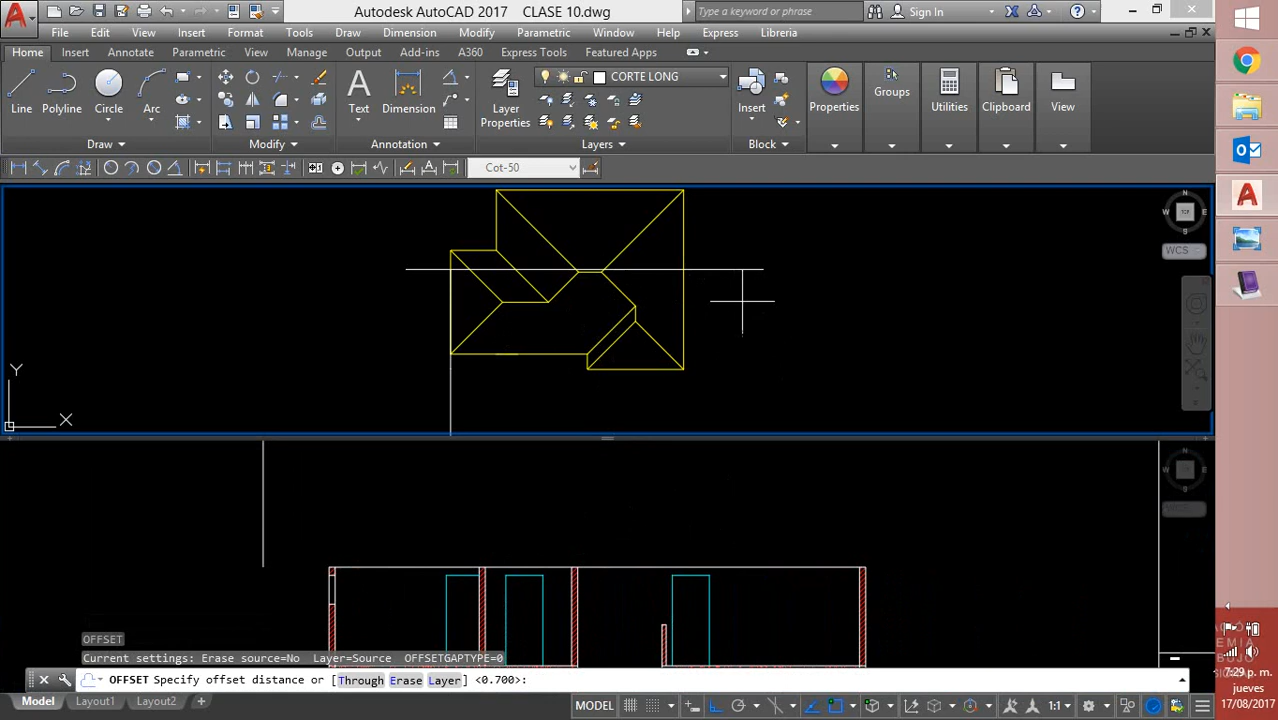 Autodesk AutoCAD 2017 CLASE 10.dwg
Type a keyword or phrase
Sign In
File Edit View Insert Format Tools Draw Dimension Modify Parametric Window Help Express Libreria
Home Insert Annotate Parametric View Manage Output Add-ins A360 Express Tools Featured Apps
CORTE LONG
Line Polyline Circle Arc
Text Dimension
Layer Properties
Insert
Properties Groups Utilities Clipboard View
Draw Modify Annotation Layers Block
Cot-50
N
W TOP E
S
WCS
Y
X
N
S
OFFSET
Current settings: Erase source=No Layer=Source OFFSETGAPTYPE=0
OFFSET Specify offset distance or [Through Erase Layer] <0.700>:
Model Layout1 Layout2 +
MODEL
1:1
7:29 p. m.
jueves
17/08/2017